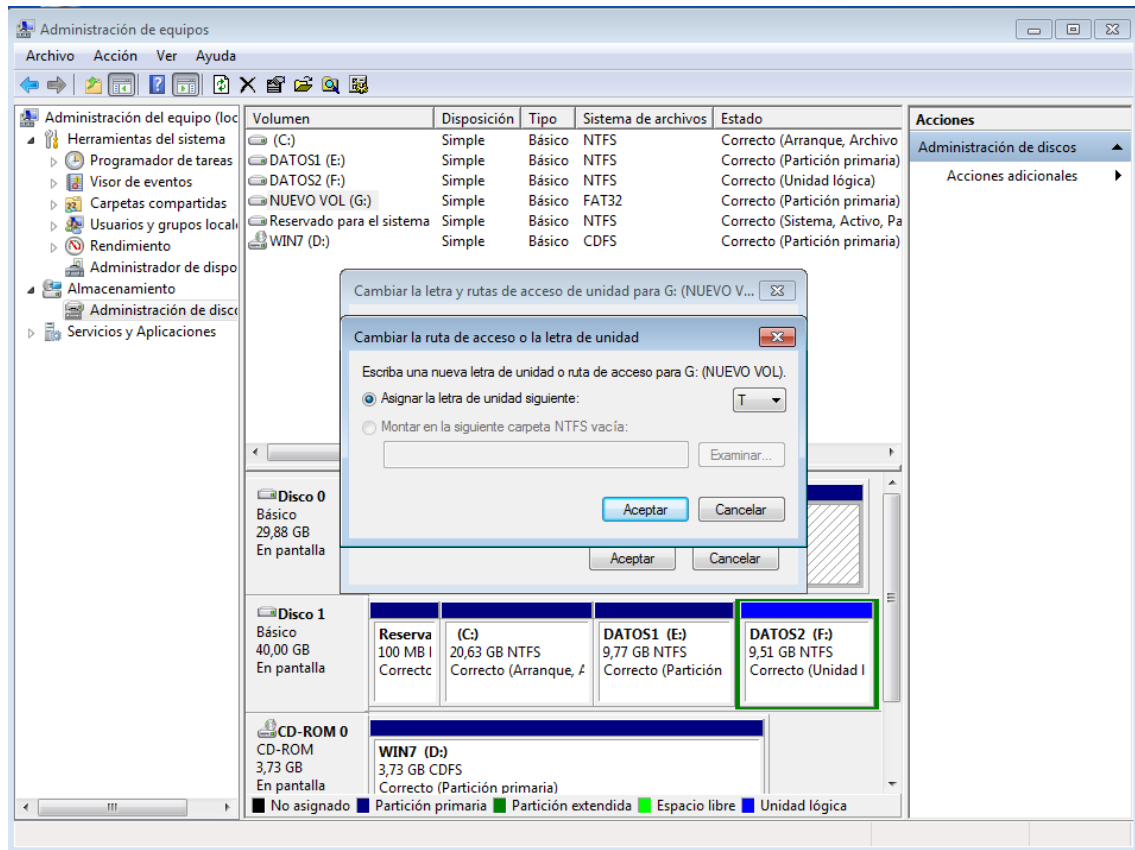 Administración de equipos
Archivo Acción Ver Ayuda
Administración del equipo (loc
Herramientas del sistema
Programador de tareas
Visor de eventos
Carpetas compartidas
Usuarios y grupos locale
Rendimiento
Administrador de dispo
Almacenamiento
Administración de disco
Servicios y Aplicaciones
Volumen Disposición Tipo Sistema de archivos Estado
(C:) Simple Básico NTFS Correcto (Arranque, Archivo
DATOS1 (E:) Simple Básico NTFS Correcto (Partición primaria)
DATOS2 (F:) Simple Básico NTFS Correcto (Unidad lógica)
NUEVO VOL (G:) Simple Básico FAT32 Correcto (Partición primaria)
Reservado para el sistema Simple Básico NTFS Correcto (Sistema, Activo, Pa
WIN7 (D:) Simple Básico CDFS Correcto (Partición primaria)
Cambiar la letra y rutas de acceso de unidad para G: (NUEVO V...
Cambiar la ruta de acceso o la letra de unidad
Escriba una nueva letra de unidad o ruta de acceso para G: (NUEVO VOL).
Asignar la letra de unidad siguiente: T
Montar en la siguiente carpeta NTFS vacía:
Examinar...
Aceptar Cancelar
Aceptar Cancelar
Disco 0
Básico
29,88 GB
En pantalla
Disco 1
Básico
40,00 GB
En pantalla
Reserva
100 MB
Correctc
(C:)
20,63 GB NTFS
Correcto (Arranque, A
DATOS1 (E:)
9,77 GB NTFS
Correcto (Partición
DATOS2 (F:)
9,51 GB NTFS
Correcto (Unidad l
CD-ROM 0
CD-ROM
3,73 GB
En pantalla
WIN7 (D:)
3,73 GB CDFS
Correcto (Partición primaria)
No asignado Partición primaria Partición extendida Espacio libre Unidad lógica
Acciones
Administración de discos
Acciones adicionales